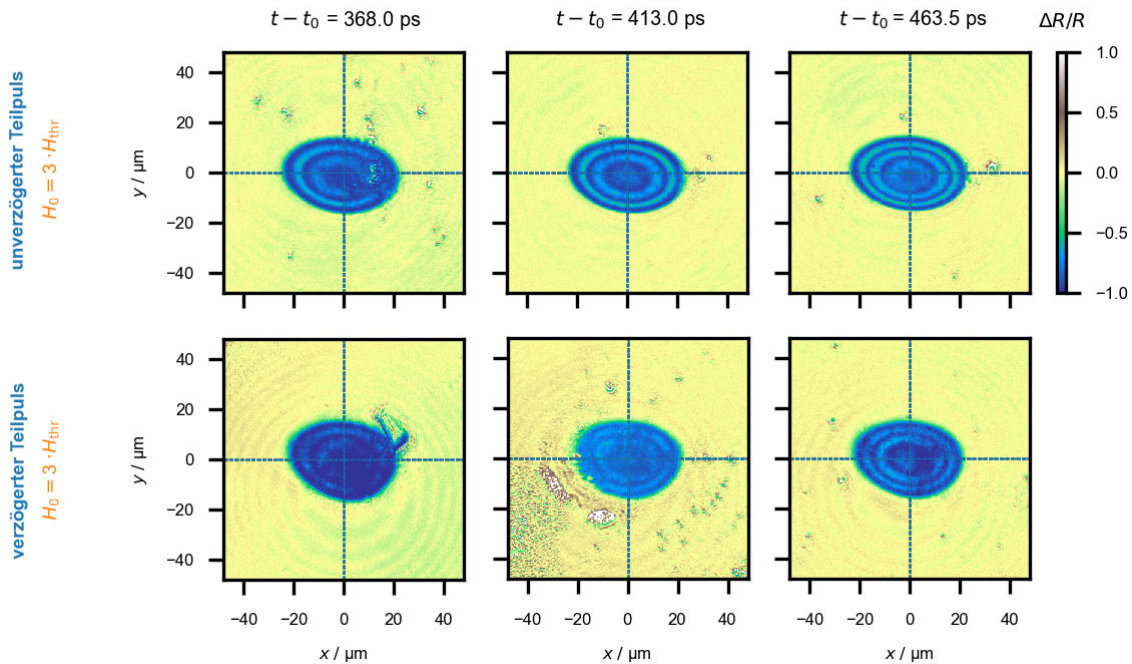 t − t₀ = 368.0 ps
t − t₀ = 413.0 ps
t − t₀ = 463.5 ps
ΔR/R
unverzögerter Teilpuls
H₀ = 3 · Hthr
y / µm
40
20
0
−20
−40
1.0
0.5
0.0
−0.5
−1.0
verzögerter Teilpuls
H₀ = 3 · Hthr
y / µm
40
20
0
−20
−40
−40 −20 0 20 40
−40 −20 0 20 40
−40 −20 0 20 40
x / µm
x / µm
x / µm